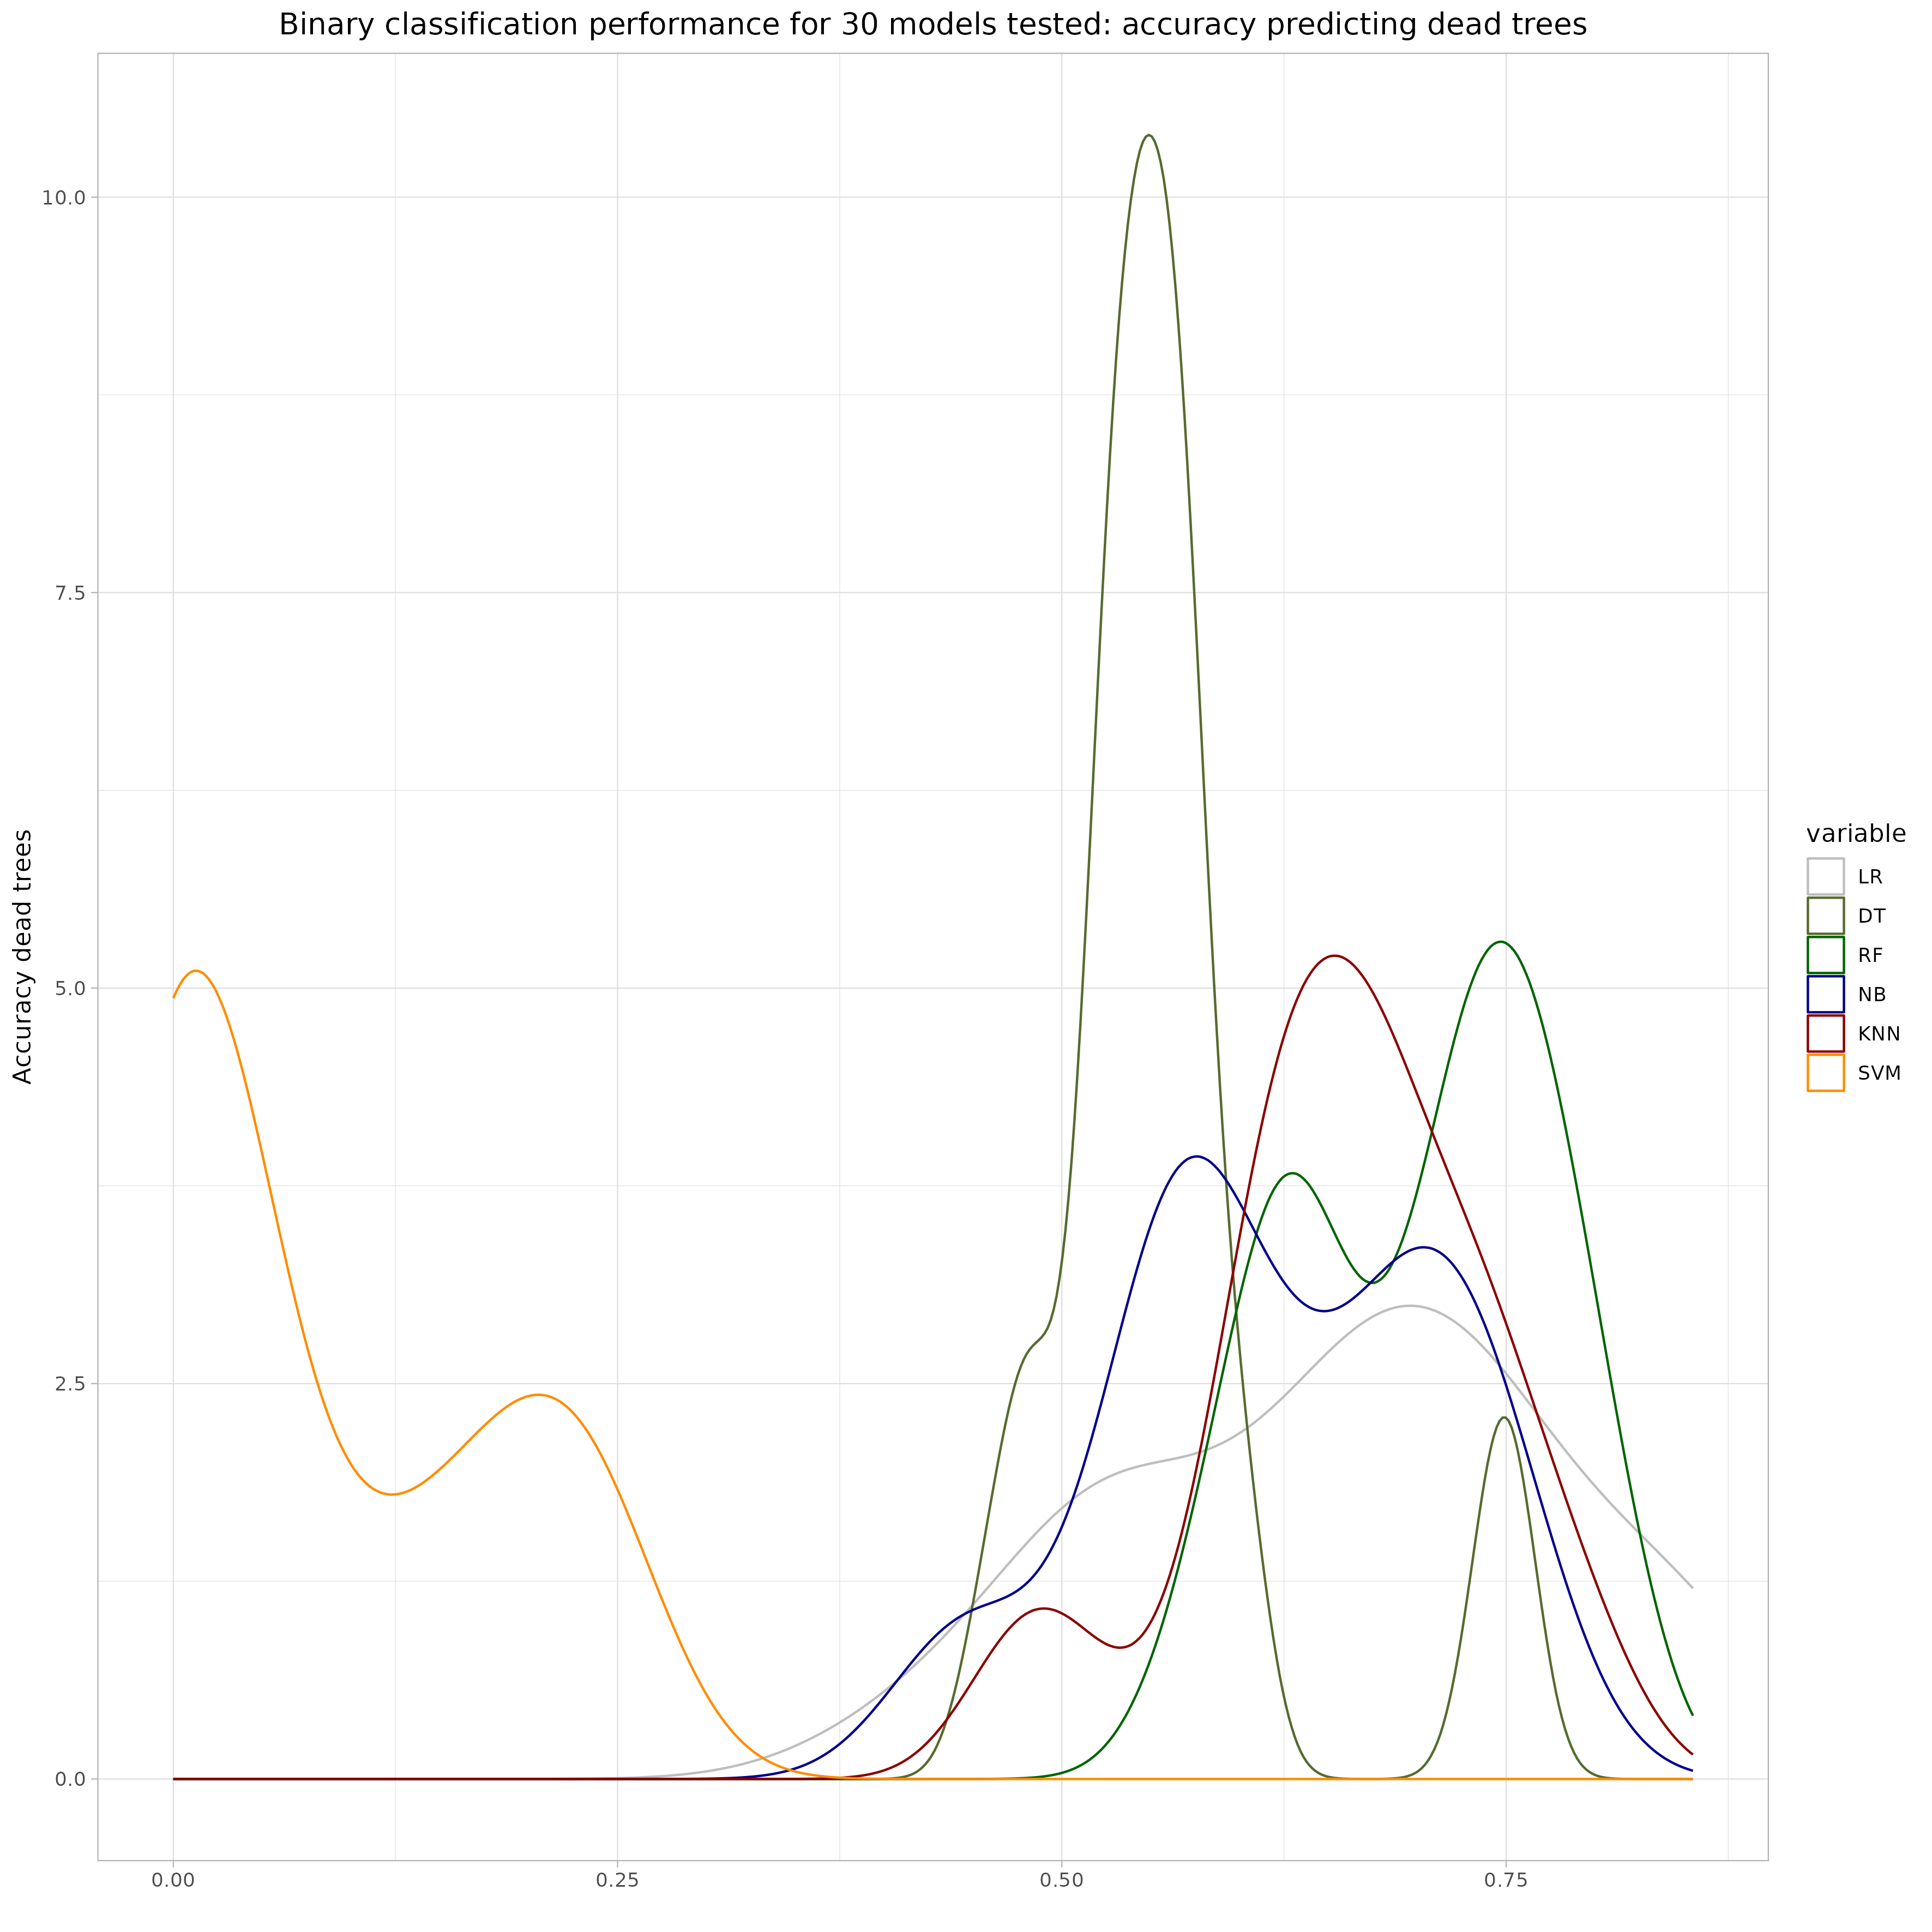 Binary classification performance for 30 models tested: accuracy predicting dead trees
Accuracy dead trees
10.0
7.5
5.0
2.5
0.0
0.00
0.25
0.50
0.75
variable
LR
DT
RF
NB
KNN
SVM